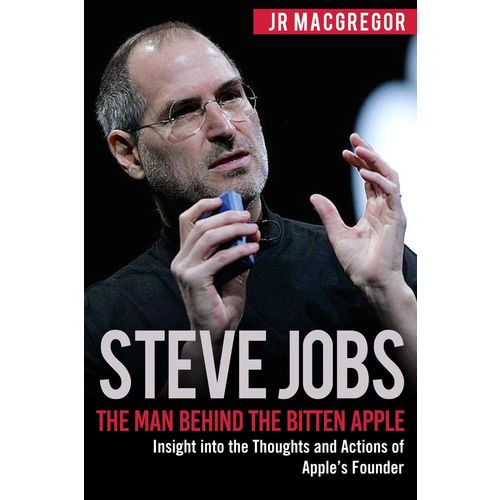 JR MACGREGOR
STEVE JOBS
THE MAN BEHIND THE BITTEN APPLE
Insight into the Thoughts and Actions of
Apple's Founder